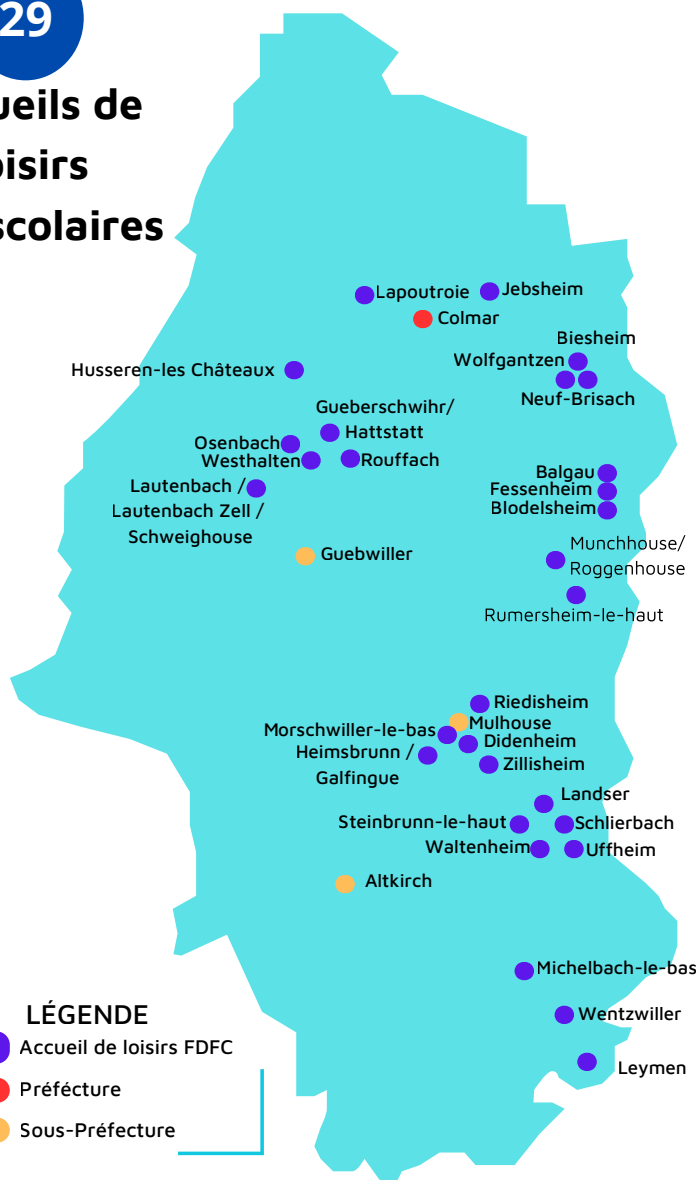 29
ueils de
oisirs
scolaires
Lapoutroie
Jebsheim
Colmar
Biesheim
Wolfgantzen
Husseren-les Châteaux
Neuf-Brisach
Gueberschwihr/
Hattstatt
Osenbach
Westhalten
Rouffach
Balgau
Lautenbach /
Lautenbach Zell /
Schweighouse
Fessenheim
Blodelsheim
Guebwiller
Munchhouse/
Roggenhouse
Rumersheim-le-haut
Riedisheim
Mulhouse
Morschwiller-le-bas
Didenheim
Heimsbrunn /
Galfingue
Zillisheim
Landser
Steinbrunn-le-haut
Schlierbach
Waltenheim
Uffheim
Altkirch
Michelbach-le-bas
Wentzwiller
Leymen
LÉGENDE
Accueil de loisirs FDFC
Préfécture
Sous-Préfecture